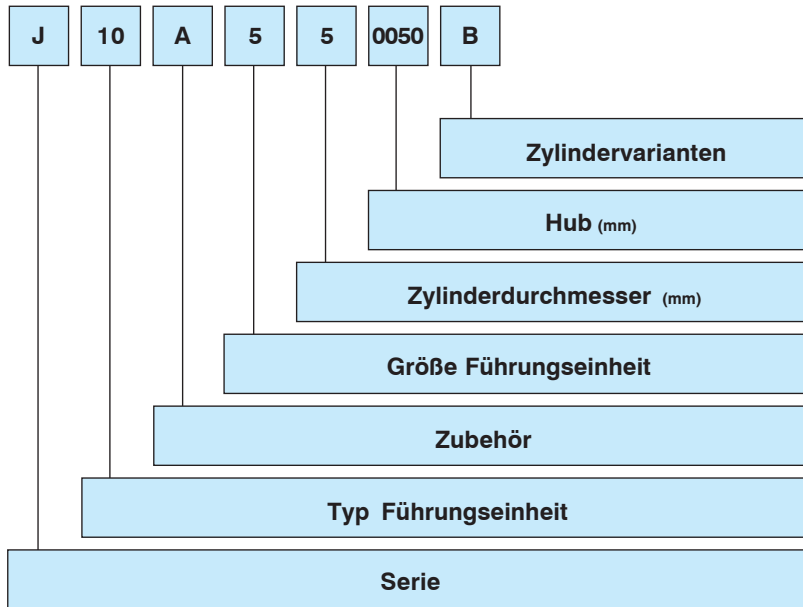 J 10 A 5 5 0050 B
Zylindervarianten
Hub (mm)
Zylinderdurchmesser (mm)
Größe Führungseinheit
Zubehör
Typ Führungseinheit
Serie